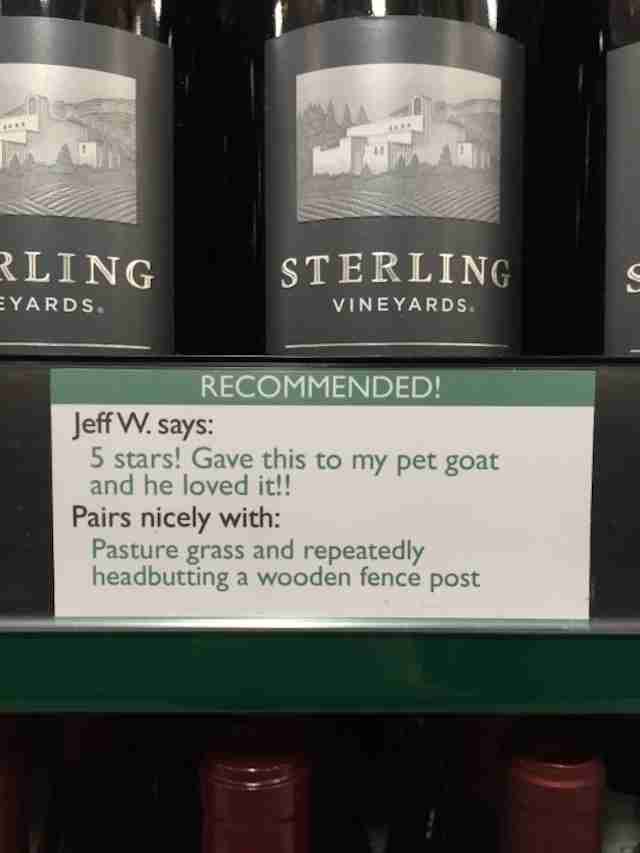 RLING
EYARDS.
STERLING
VINEYARDS.
S
RECOMMENDED!
Jeff W. says:
5 stars! Gave this to my pet goat
and he loved it!!
Pairs nicely with:
Pasture grass and repeatedly
headbutting a wooden fence post